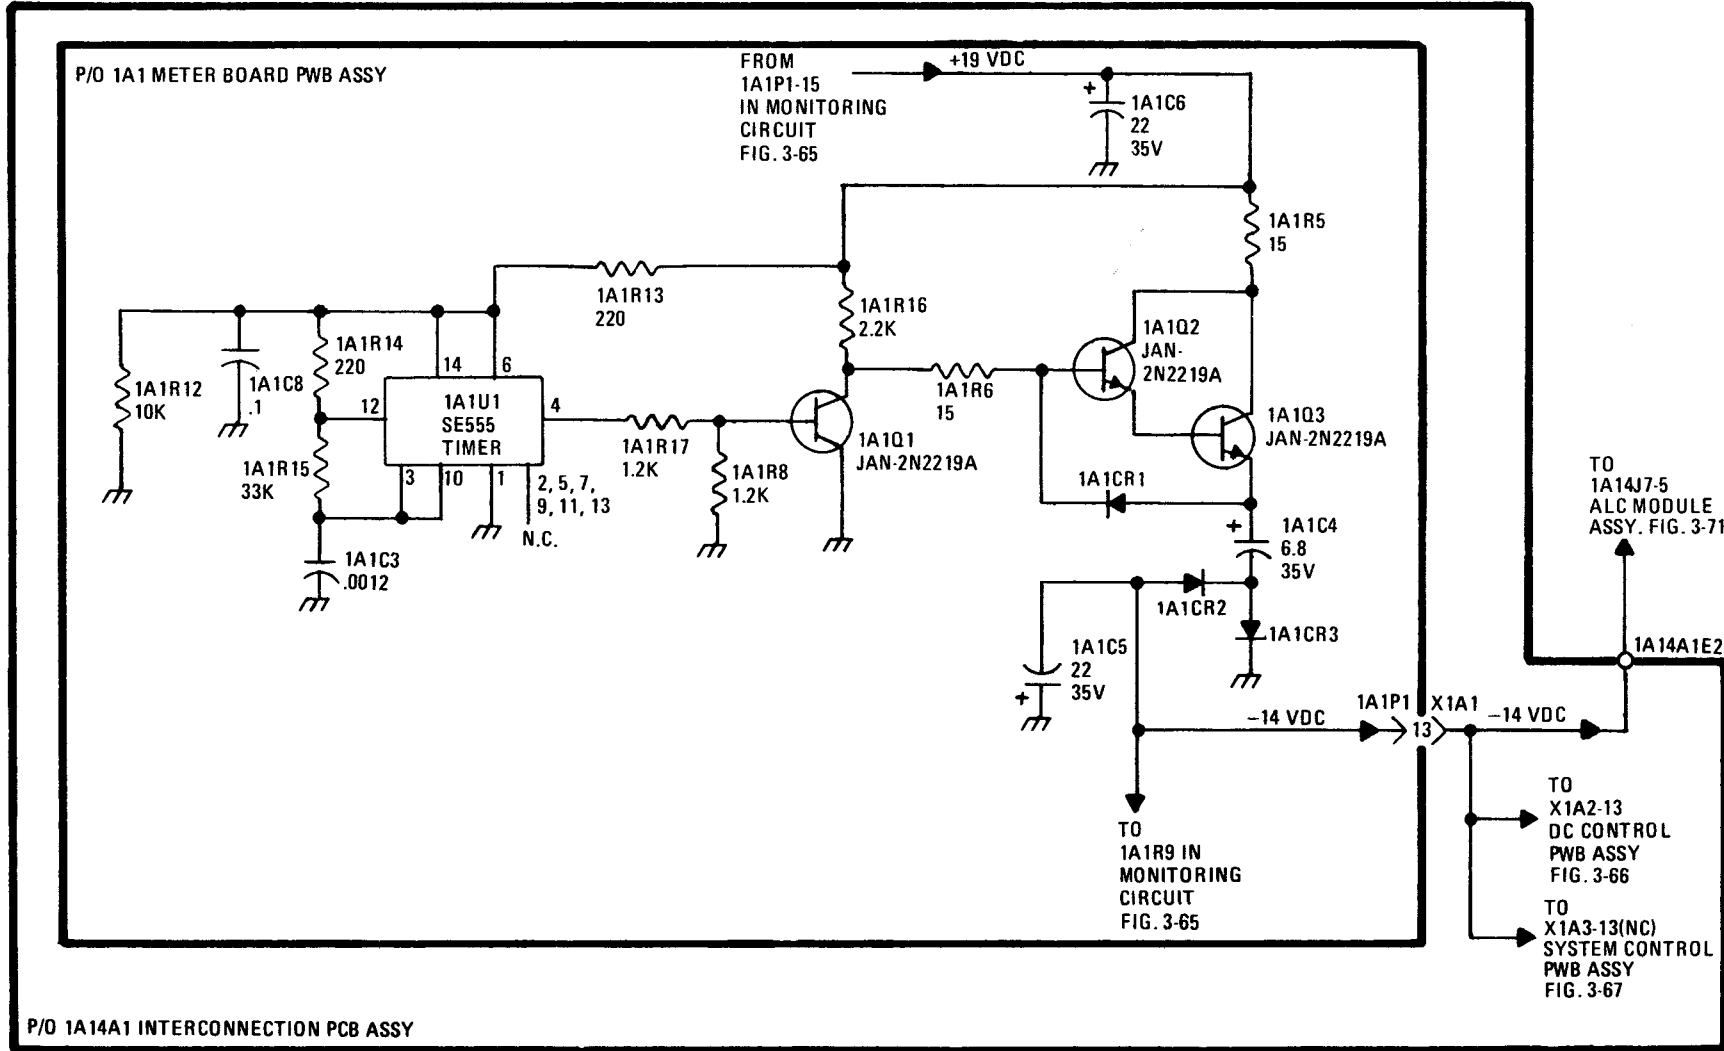 P/O 1A1 METER BOARD PWB ASSY
FROM
1A1P1-15
IN MONITORING
CIRCUIT
FIG. 3-65
+19 VDC
+
1A1C6
22
35V
1A1R5
15
1A1R13
220
1A1R16
2.2K
1A1Q2
JAN-
2N2219A
1A1R14
220
1A1C8
.1
1A1R12
10K
14
6
12
1A1U1
SE555
TIMER
4
3
10
1
2, 5, 7,
9, 11, 13
N.C.
1A1R15
33K
1A1C3
.0012
1A1R17
1.2K
1A1R8
1.2K
1A1Q1
JAN-2N2219A
1A1R6
15
1A1Q3
JAN-2N2219A
1A1CR1
+
1A1C4
6.8
35V
1A1CR2
1A1CR3
1A1C5
22
35V
+
TO
1A14J7-5
ALC MODULE
ASSY. FIG. 3-71
1A14A1E2
-14 VDC
1A1P1
X1A1
13
-14 VDC
TO
1A1R9 IN
MONITORING
CIRCUIT
FIG. 3-65
TO
X1A2-13
DC CONTROL
PWB ASSY
FIG. 3-66
TO
X1A3-13(NC)
SYSTEM CONTROL
PWB ASSY
FIG. 3-67
P/O 1A14A1 INTERCONNECTION PCB ASSY